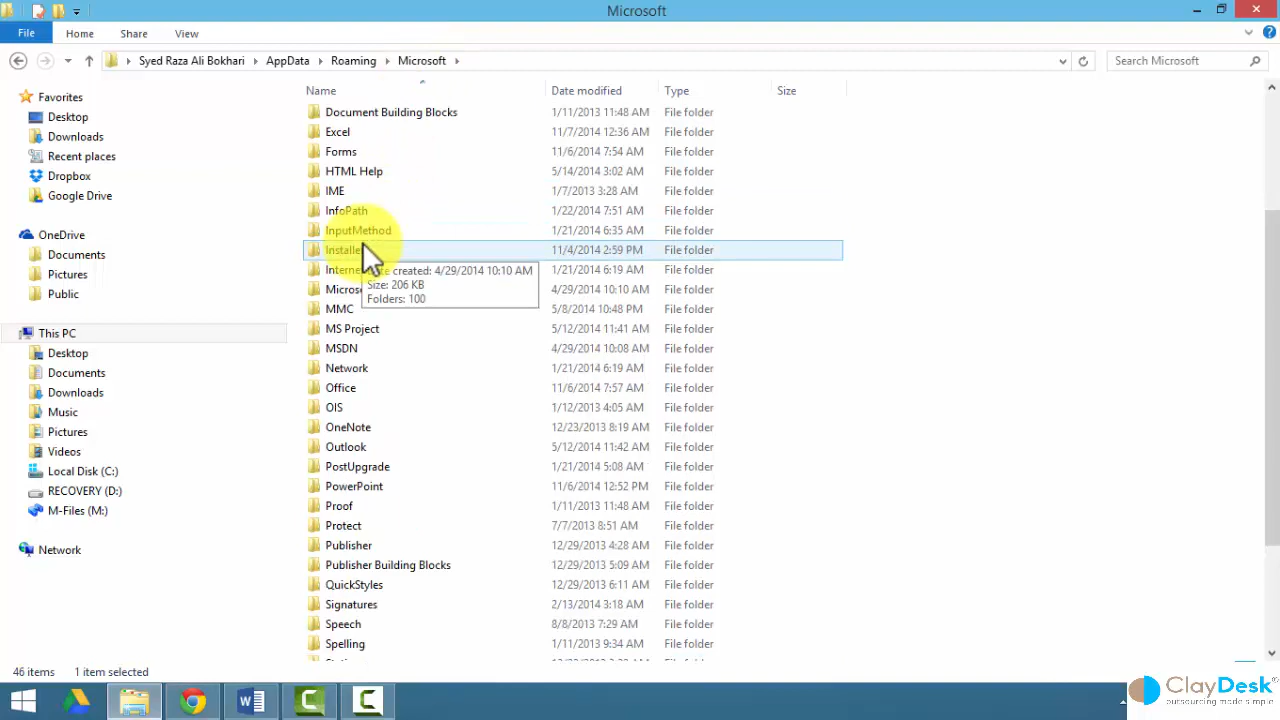 Microsoft
File Home Share View
Syed Raza Ali Bokhari AppData Roaming Microsoft
Search Microsoft
Name Date modified Type Size
Favorites
Desktop
Downloads
Recent places
Dropbox
Google Drive
OneDrive
Documents
Pictures
Public
This PC
Desktop
Documents
Downloads
Music
Pictures
Videos
Local Disk (C:)
RECOVERY (D:)
M-Files (M:)
Network
Document Building Blocks 1/11/2013 11:48 AM File folder
Excel 11/7/2014 12:36 AM File folder
Forms 11/6/2014 7:54 AM File folder
HTML Help 5/14/2014 3:02 AM File folder
IME 1/7/2013 3:28 AM File folder
InfoPath 1/22/2014 7:51 AM File folder
InputMethod 1/21/2014 6:35 AM File folder
Installe 11/4/2014 2:59 PM File folder
Interne 1/21/2014 6:19 AM File folder
te created: 4/29/2014 10:10 AM
Size: 206 KB
Folders: 100
Micros 4/29/2014 10:10 AM File folder
MMC 5/8/2014 10:48 PM File folder
MS Project 5/12/2014 11:41 AM File folder
MSDN 4/29/2014 10:08 AM File folder
Network 1/21/2014 6:19 AM File folder
Office 11/6/2014 7:57 AM File folder
OIS 1/12/2013 4:05 AM File folder
OneNote 12/23/2013 8:19 AM File folder
Outlook 5/12/2014 11:42 AM File folder
PostUpgrade 1/21/2014 5:08 AM File folder
PowerPoint 11/6/2014 12:52 PM File folder
Proof 1/11/2013 11:48 AM File folder
Protect 7/7/2013 8:51 AM File folder
Publisher 12/29/2013 4:28 AM File folder
Publisher Building Blocks 12/29/2013 5:09 AM File folder
QuickStyles 12/29/2013 6:11 AM File folder
Signatures 2/13/2014 3:18 AM File folder
Speech 8/8/2013 7:29 AM File folder
Spelling 1/11/2013 9:34 AM File folder
46 items 1 item selected
ClayDesk®
outsourcing made simple